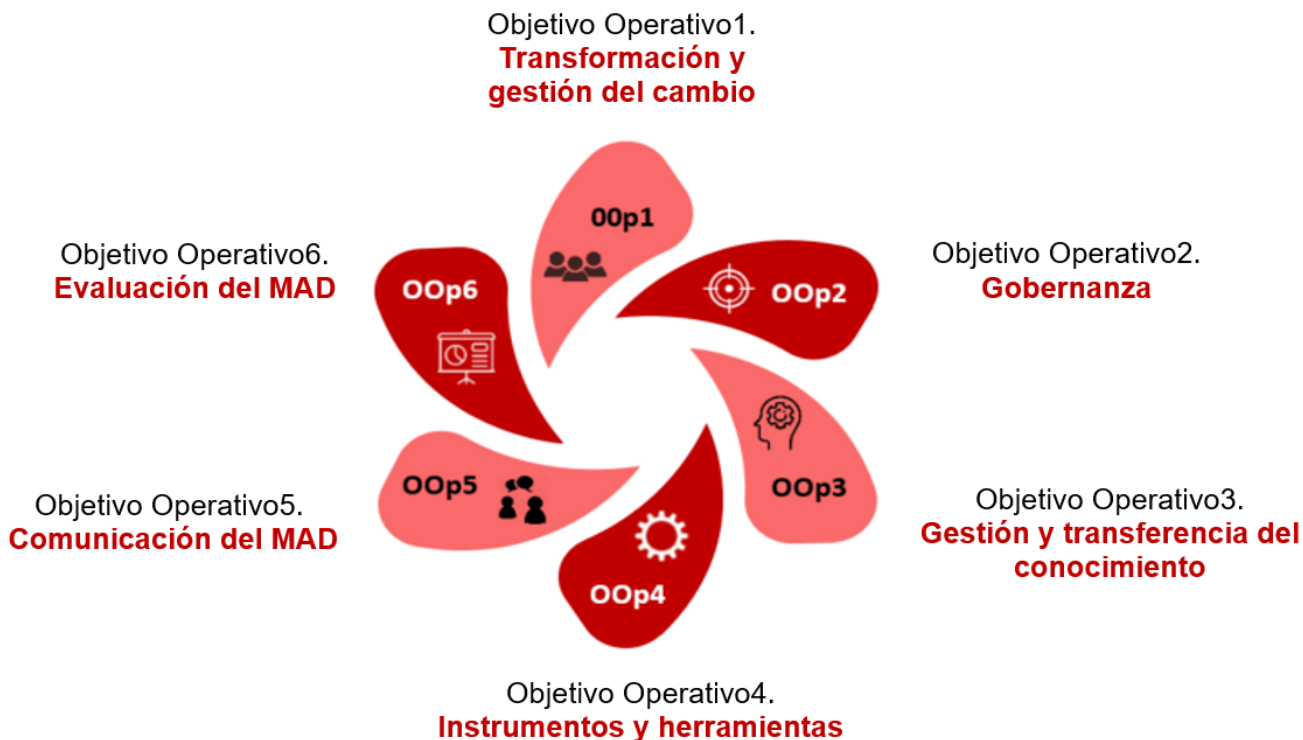 Objetivo Operativo1.
Transformación y
gestión del cambio
00p1
Objetivo Operativo6.
Evaluación del MAD
OOp6
OOp2
Objetivo Operativo2.
Gobernanza
OOp5
OOp3
Objetivo Operativo5.
Comunicación del MAD
Objetivo Operativo3.
Gestión y transferencia del
conocimiento
OOp4
Objetivo Operativo4.
Instrumentos y herramientas